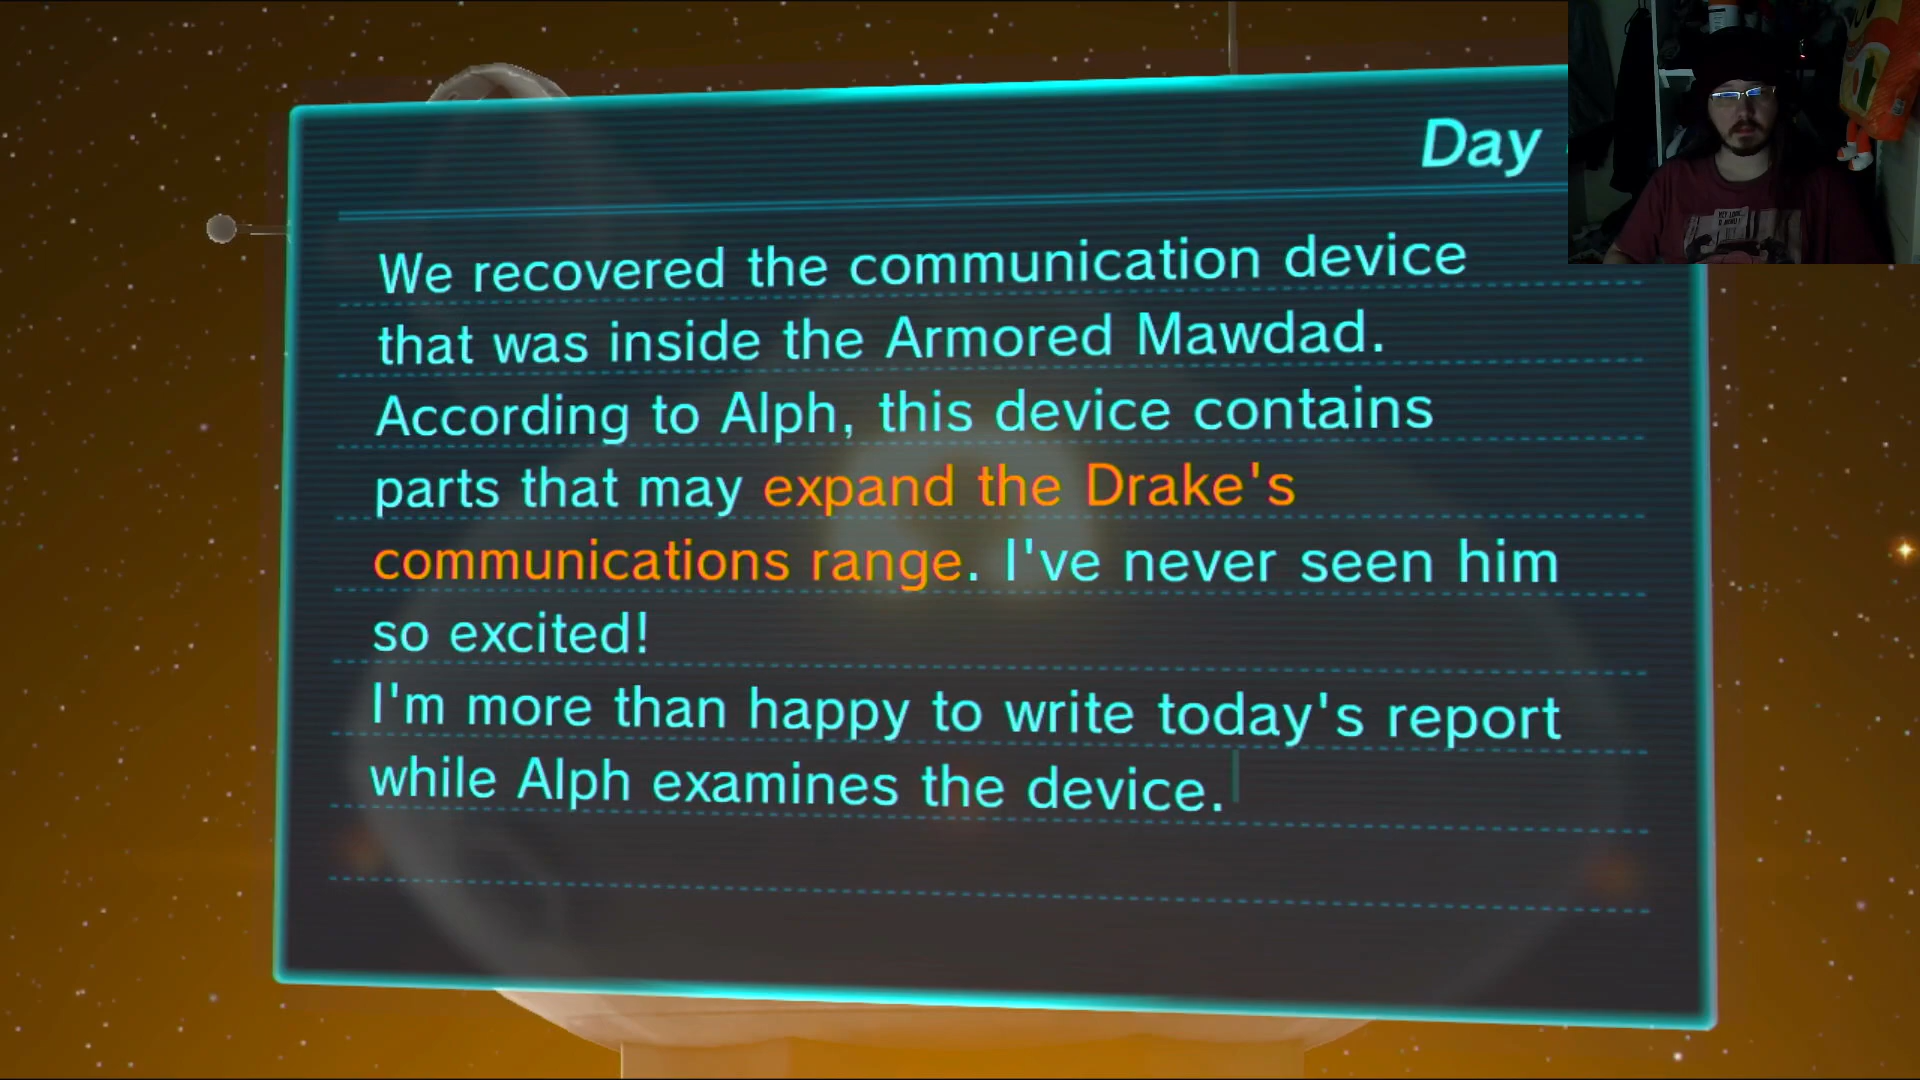 Day
We recovered the communication device
that was inside the Armored Mawdad.
According to Alph, this device contains
parts that may expand the Drake's
communications range. I've never seen him
so excited!
I'm more than happy to write today's report
while Alph examines the device.